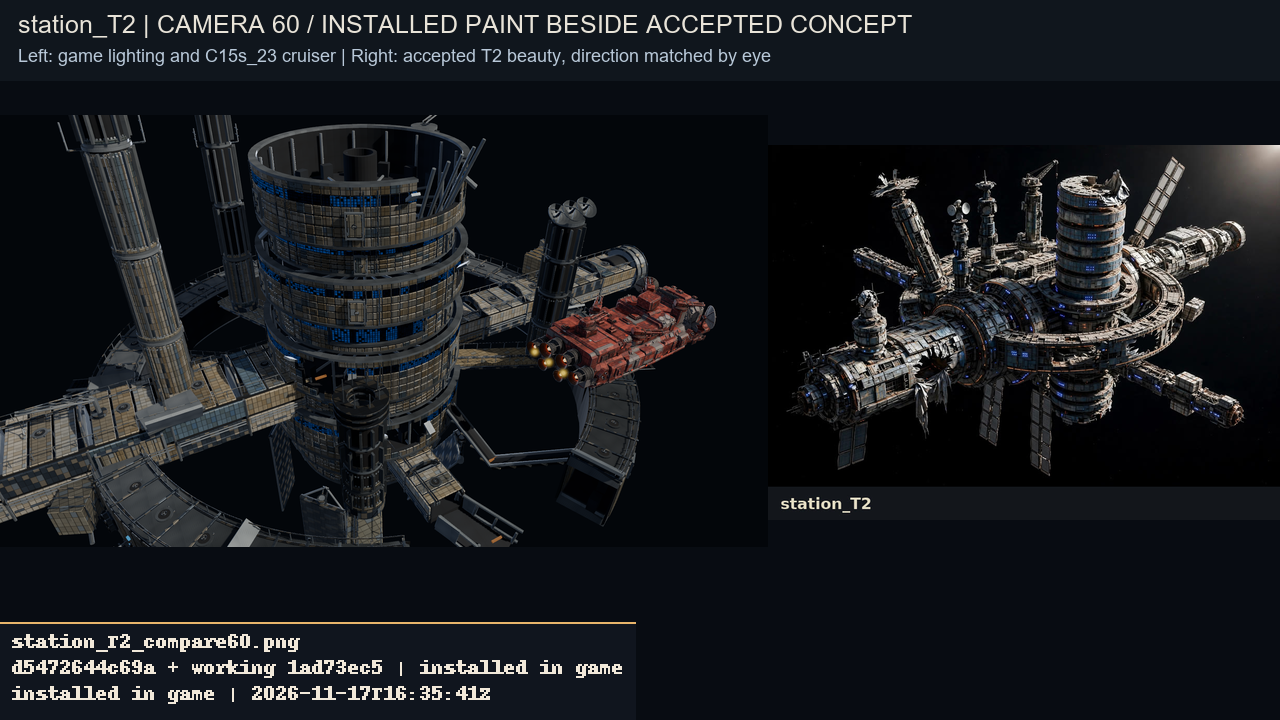 station_T2 | CAMERA 60 / INSTALLED PAINT BESIDE ACCEPTED CONCEPT
Left: game lighting and C15s_23 cruiser | Right: accepted T2 beauty, direction matched by eye
station_T2
station_T2_compare60.png
d5472644c69a + working 1ad73ec5 | installed in game
installed in game | 2026-11-17T16:35:41Z